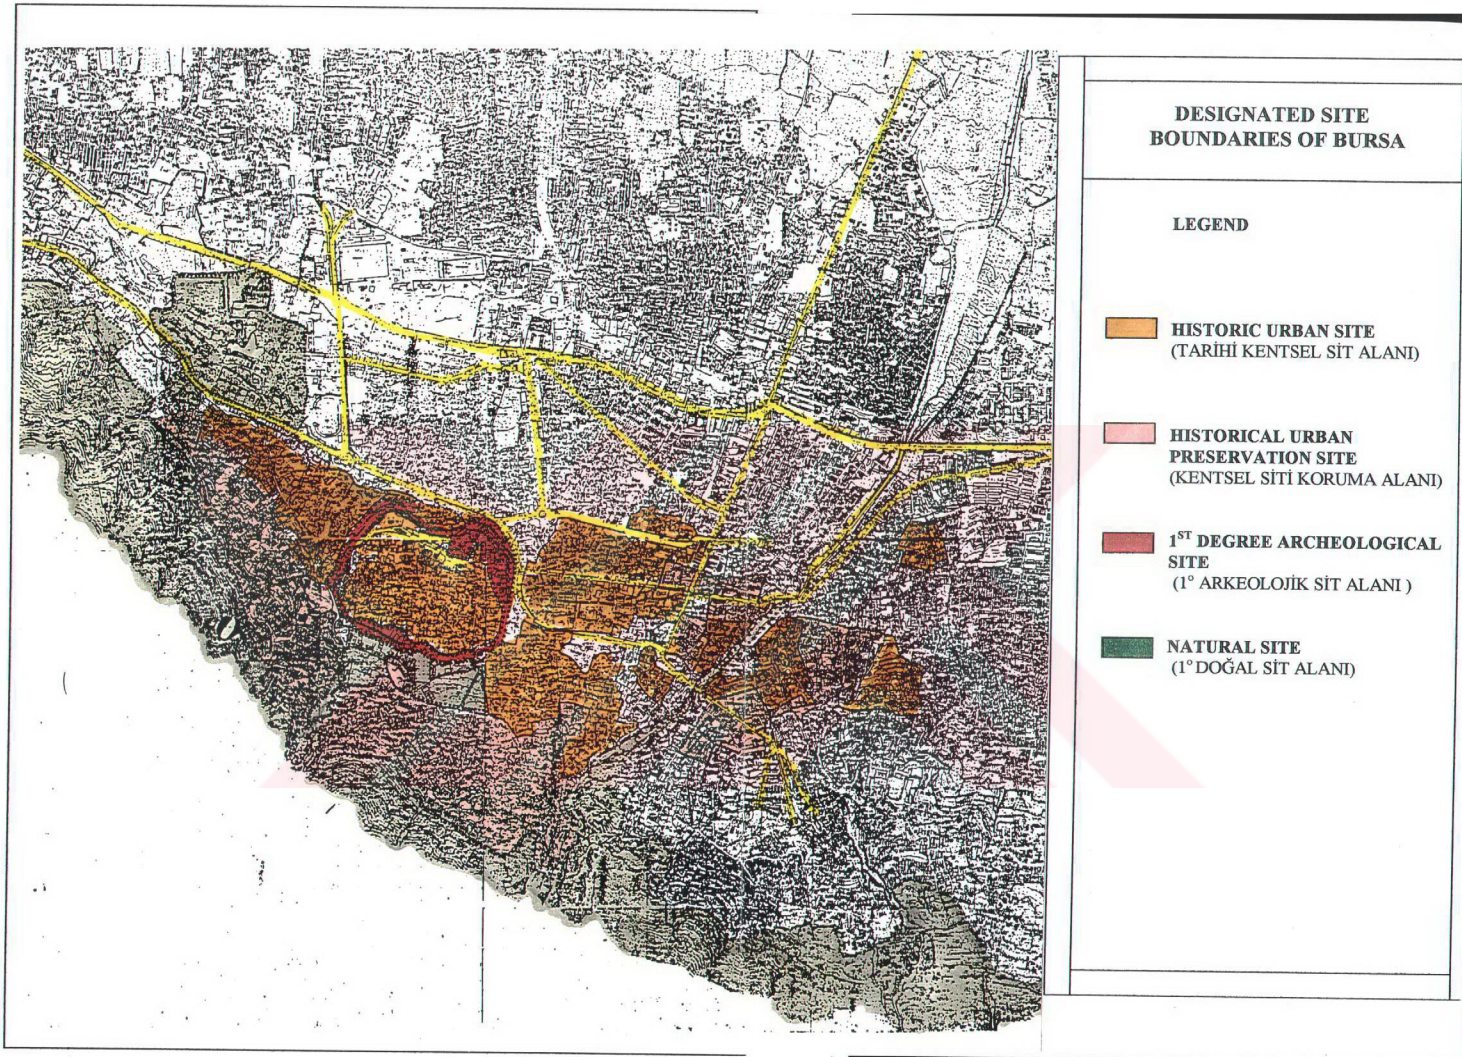 DESIGNATED SITE
BOUNDARIES OF BURSA
LEGEND
HISTORIC URBAN SITE
(TARİHİ KENTSEL SİT ALANI)
HISTORICAL URBAN
PRESERVATION SITE
(KENTSEL SİTİ KORUMA ALANI)
1ST DEGREE ARCHEOLOGICAL
SITE
(1° ARKEOLOJİK SİT ALANI )
NATURAL SITE
(1° DOĞAL SİT ALANI)